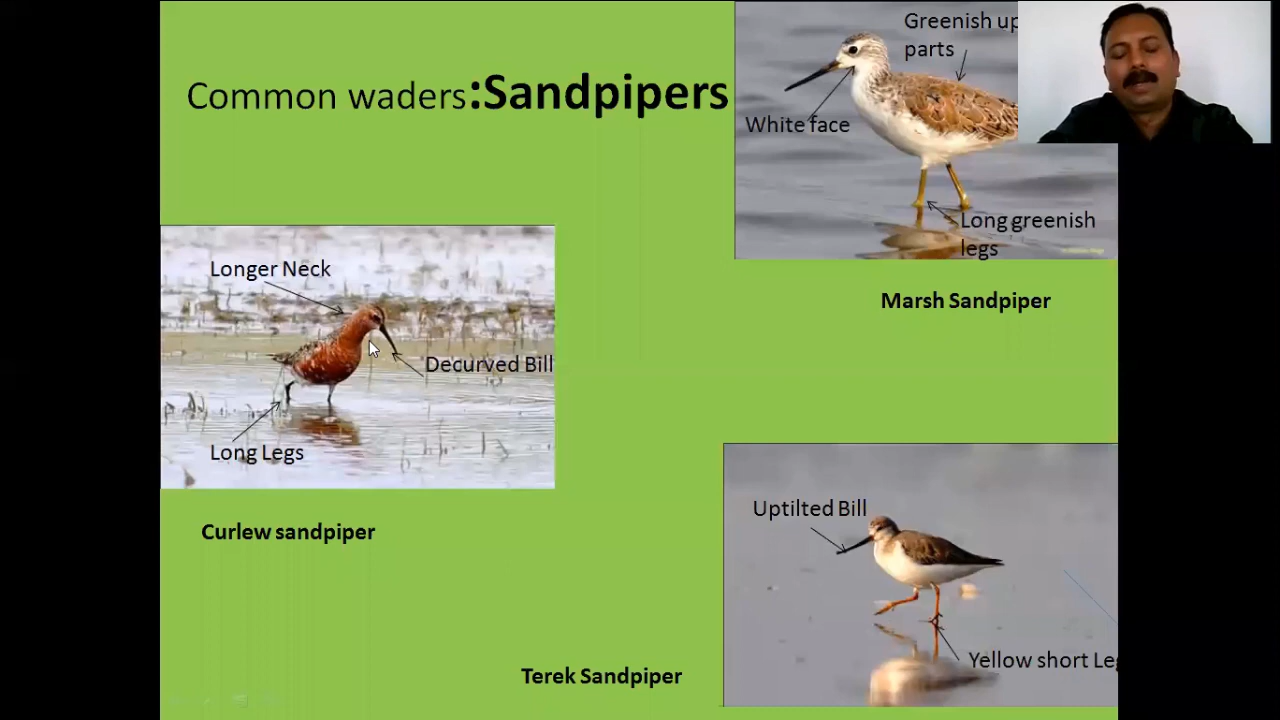 Common waders:Sandpipers
Greenish up
parts
White face
Long greenish
legs
Marsh Sandpiper
Longer Neck
Decurved Bill
Long Legs
Curlew sandpiper
Uptilted Bill
Yellow short Leg
Terek Sandpiper